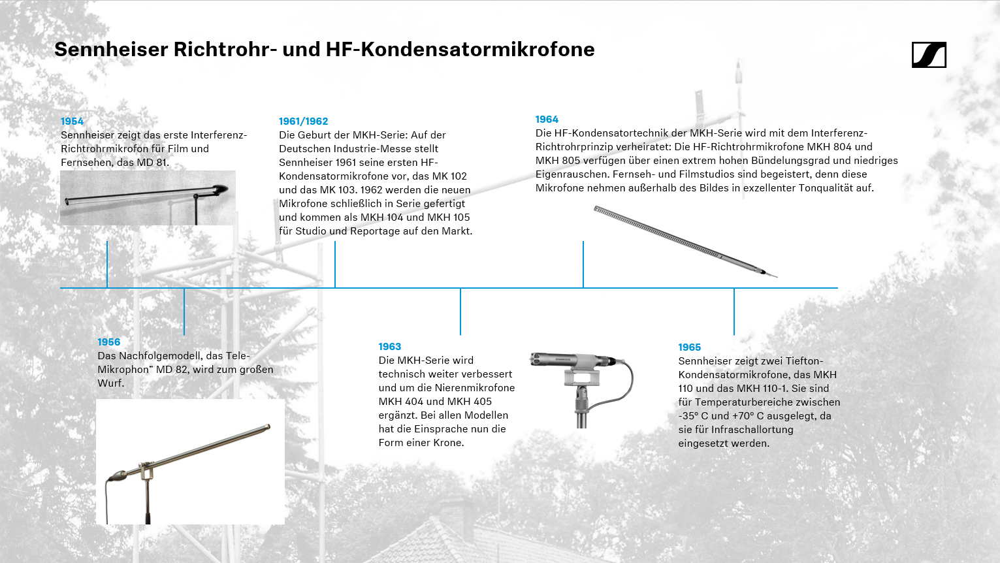 Sennheiser Richtrohr- und HF-Kondensatormikrofone
1954
Sennheiser zeigt das erste Interferenz-
Richtrohrmikrofon für Film und
Fernsehen, das MD 81.
1961/1962
Die Geburt der MKH-Serie: Auf der
Deutschen Industrie-Messe stellt
Sennheiser 1961 seine ersten HF-
Kondensatormikrofone vor, das MK 102
und das MK 103. 1962 werden die neuen
Mikrofone schließlich in Serie gefertigt
und kommen als MKH 104 und MKH 105
für Studio und Reportage auf den Markt.
1964
Die HF-Kondensatortechnik der MKH-Serie wird mit dem Interferenz-
Richtrohrprinzip verheiratet: Die HF-Richtrohrmikrofone MKH 804 und
MKH 805 verfügen über einen extrem hohen Bündelungsgrad und niedriges
Eigenrauschen. Fernseh- und Filmstudios sind begeistert, denn diese
Mikrofone nehmen außerhalb des Bildes in exzellenter Tonqualität auf.
1956
Das Nachfolgemodell, das Tele-
Mikrophon” MD 82, wird zum großen
Wurf.
1963
Die MKH-Serie wird
technisch weiter verbessert
und um die Nierenmikrofone
MKH 404 und MKH 405
ergänzt. Bei allen Modellen
hat die Einsprache nun die
Form einer Krone.
1965
Sennheiser zeigt zwei Tiefton-
Kondensatormikrofone, das MKH
110 und das MKH 110-1. Sie sind
für Temperaturbereiche zwischen
-35° C und +70° C ausgelegt, da
sie für Infraschallortung
eingesetzt werden.